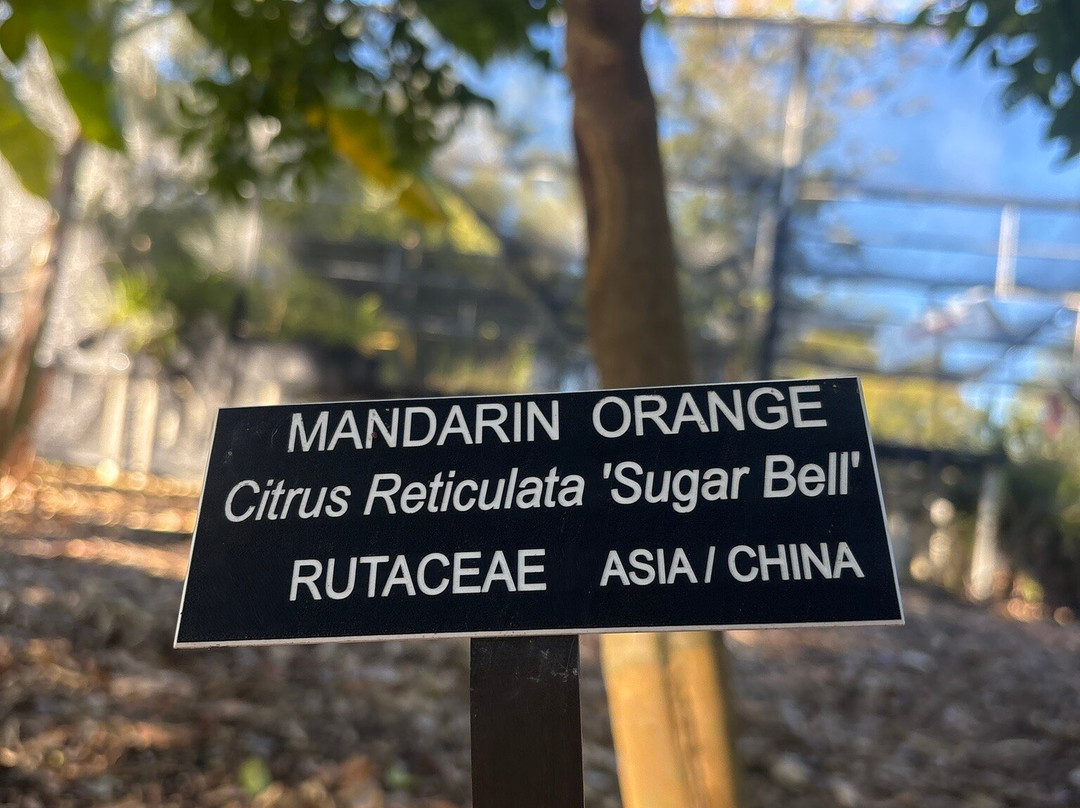 MANDARIN ORANGE
Citrus Reticulata 'Sugar Bell'
RUTACEAE ASIA / CHINA